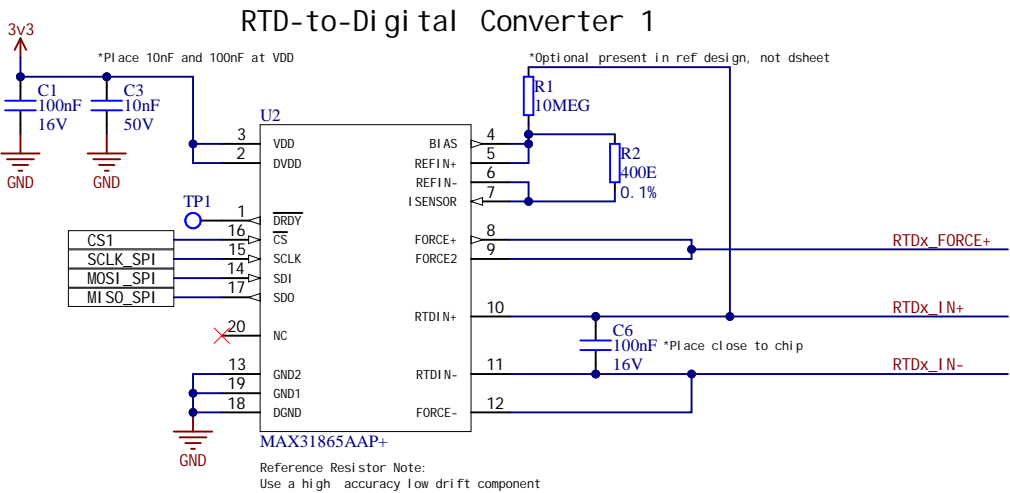 RTD-to-Digital Converter 1
3v3
*Place 10nF and 100nF at VDD
*Optional present in ref design, not dsheet
C1
100nF
16V
C3
10nF
50V
GND
GND
R1
10MEG
R2
400E
0.1%
U2
3 VDD
2 DVDD
BIAS 4
REFIN+ 5
REFIN- 6
ISENSOR 7
TP1
1 DRDY
CS1 16 CS
SCLK_SPI 15 SCLK
MOSI_SPI 14 SDI
MISO_SPI 17 SDO
FORCE+ 8
FORCE2 9
RTDx_FORCE+
20 NC
RTDIN+ 10
RTDx_IN+
C6
100nF *Place close to chip
16V
13 GND2
19 GND1
18 DGND
RTDIN- 11
RTDx_IN-
FORCE- 12
GND
MAX31865AAP+
Reference Resistor Note:
Use a high accuracy low drift component